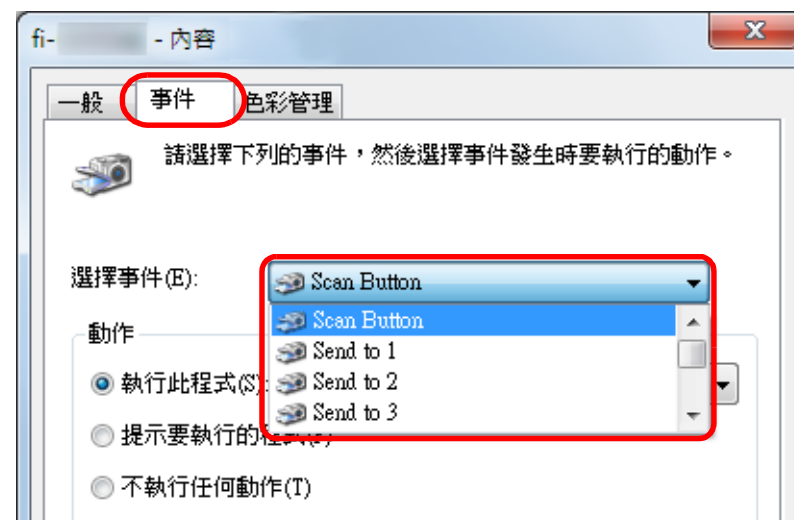 fi- - 內容
一般 事件 色彩管理
請選擇下列的事件，然後選擇事件發生時要執行的動作。
選擇事件(E): Scan Button
Scan Button
動作
Send to 1
執行此程式(S): Send to 2
Send to 3
提示要執行的
不執行任何動作(T)